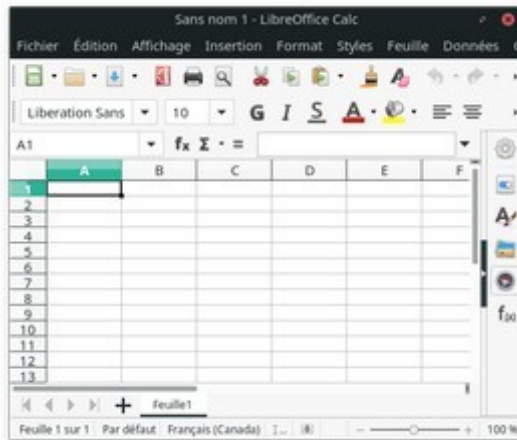 Sans nom 1 - LibreOffice Calc
Fichier Édition Affichage Insertion Format Styles Feuille Données
Liberation Sans 10 G I S A
A1 fx Σ =
A B C D E F
1
2
3
4
5
6
7
8
9
10
11
12
13
Feuille1
Feuille 1 sur 1 Par défaut Français (Canada) I... 100 %